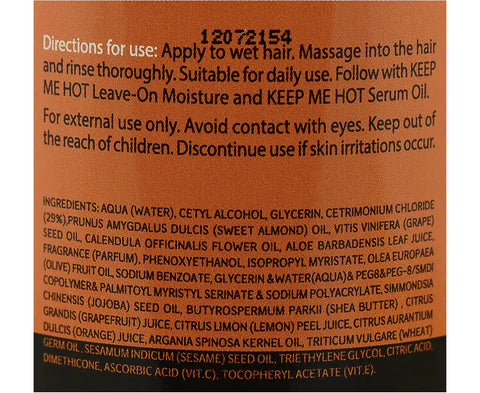 12072154
Directions for use: Apply to wet hair. Massage into the hair
and rinse thoroughly. Suitable for daily use. Follow with KEEP
ME HOT Leave-On Moisture and KEEP ME HOT Serum Oil.
For external use only. Avoid contact with eyes. Keep out of
the reach of children. Discontinue use if skin irritations occur.
INGREDIENTS: AQUA (WATER), CETYL ALCOHOL, GLYCERIN, CETRIMONIUM CHLORIDE
(29%).PRUNUS AMYGDALUS DULCIS (SWEET ALMOND) OIL, VITIS VINIFERA (GRAPE)
SEED OIL, CALENDULA OFFICINALIS FLOWER OIL, ALOE BARBADENSIS LEAF JUICE,
FRAGRANCE (PARFUM), PHENOXYETHANOL, ISOPROPYL MYRISTATE, OLEA EUROPAEA
(OLIVE) FRUIT OIL, SODIUM BENZOATE, GLYCERIN &WATER(AQUA)& PEG8&PEG-8/SMDI
COPOLYMER& PALMITOYL MYRISTYL SERINATE & SODIUM POLYACRYLATE, SIMMONDSIA
CHINENSIS (JOJOBA) SEED OIL, BUTYROSPERMUM PARKII (SHEA BUTTER) , CITRUS
GRANDIS (GRAPEFRUIT) JUICE, CITRUS LIMON (LEMON) PEEL JUICE, CITRUS AURANTIUM
DULCIS (ORANGE) JUICE, ARGANIA SPINOSA KERNEL OIL, TRITICUM VULGARE (WHEAT)
GERM OIL . SESAMUM INDICUM (SESAME) SEED OIL, TRIETHYLENE GLYCOL, CITRIC ACID,
DIMETHICONE, ASCORBIC ACID (VIT.C), TOCOPHERYL ACETATE (VIT.E).